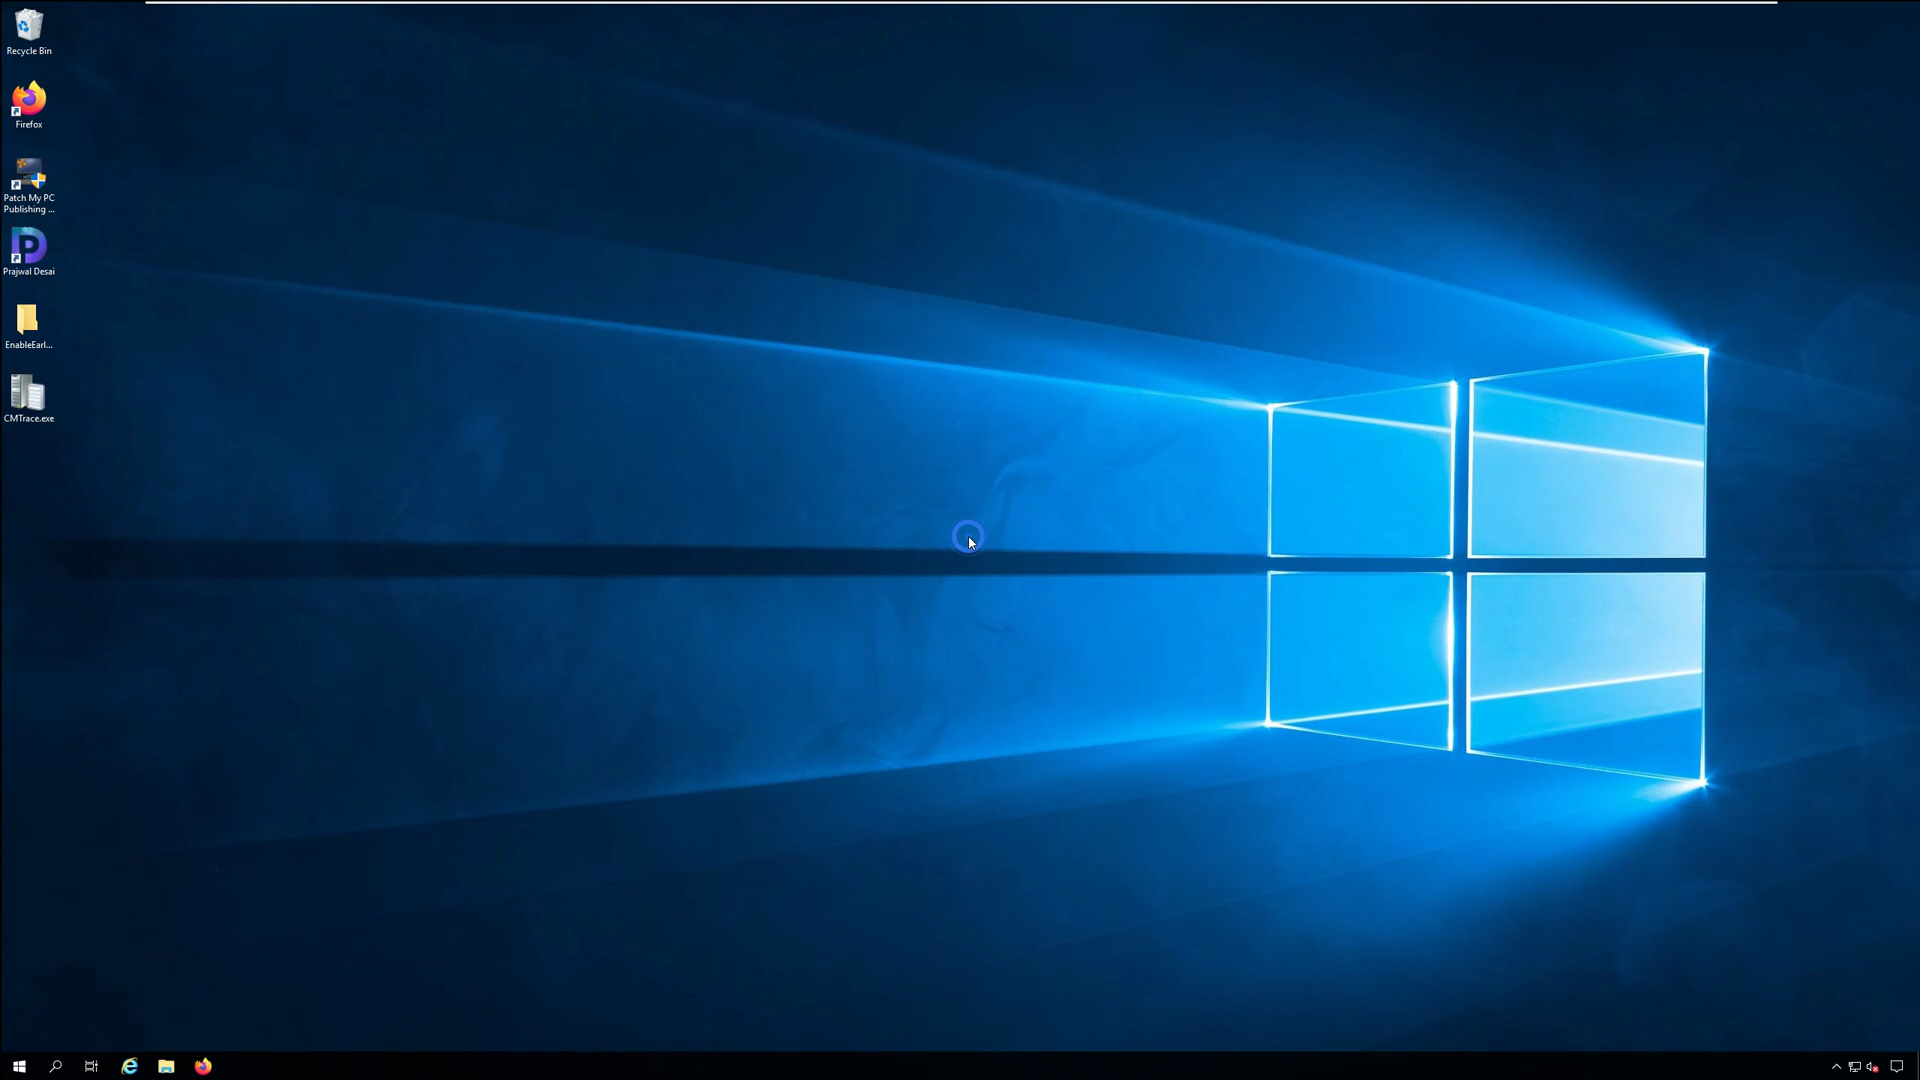 Recycle Bin
Firefox
Patch My PC
Publishing ...
Prajwal Desai
EnableEarl...
CMTrace.exe